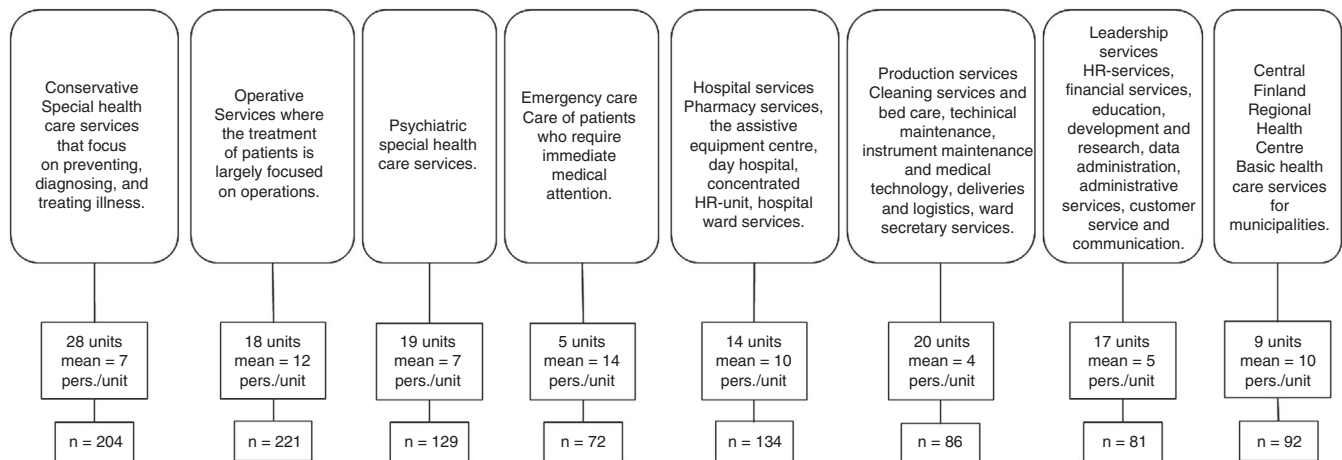 Conservative
Special health
care services
that focus
on preventing,
diagnosing, and
treating illness.
Operative
Services where
the treatment
of patients is
largely focused
on operations.
Psychiatric
special health
care services.
Emergency care
Care of patients
who require
immediate
medical
attention.
Hospital services
Pharmacy services,
the assistive
equipment centre,
day hospital,
concentrated
HR-unit, hospital
ward services.
Production services
Cleaning services and
bed care, techinical
maintenance,
instrument maintenance
and medical
technology, deliveries
and logistics, ward
secretary services.
Leadership
services
HR-services,
financial services,
education,
development and
research, data
administration,
administrative
services, customer
service and
communication.
Central
Finland
Regional
Health
Centre
Basic health
care services
for
municipalities.
28 units
mean = 7
pers./unit
18 units
mean = 12
pers./unit
19 units
mean = 7
pers./unit
5 units
mean = 14
pers./unit
14 units
mean = 10
pers./unit
20 units
mean = 4
pers./unit
17 units
mean = 5
pers./unit
9 units
mean = 10
pers./unit
n = 204
n = 221
n = 129
n = 72
n = 134
n = 86
n = 81
n = 92